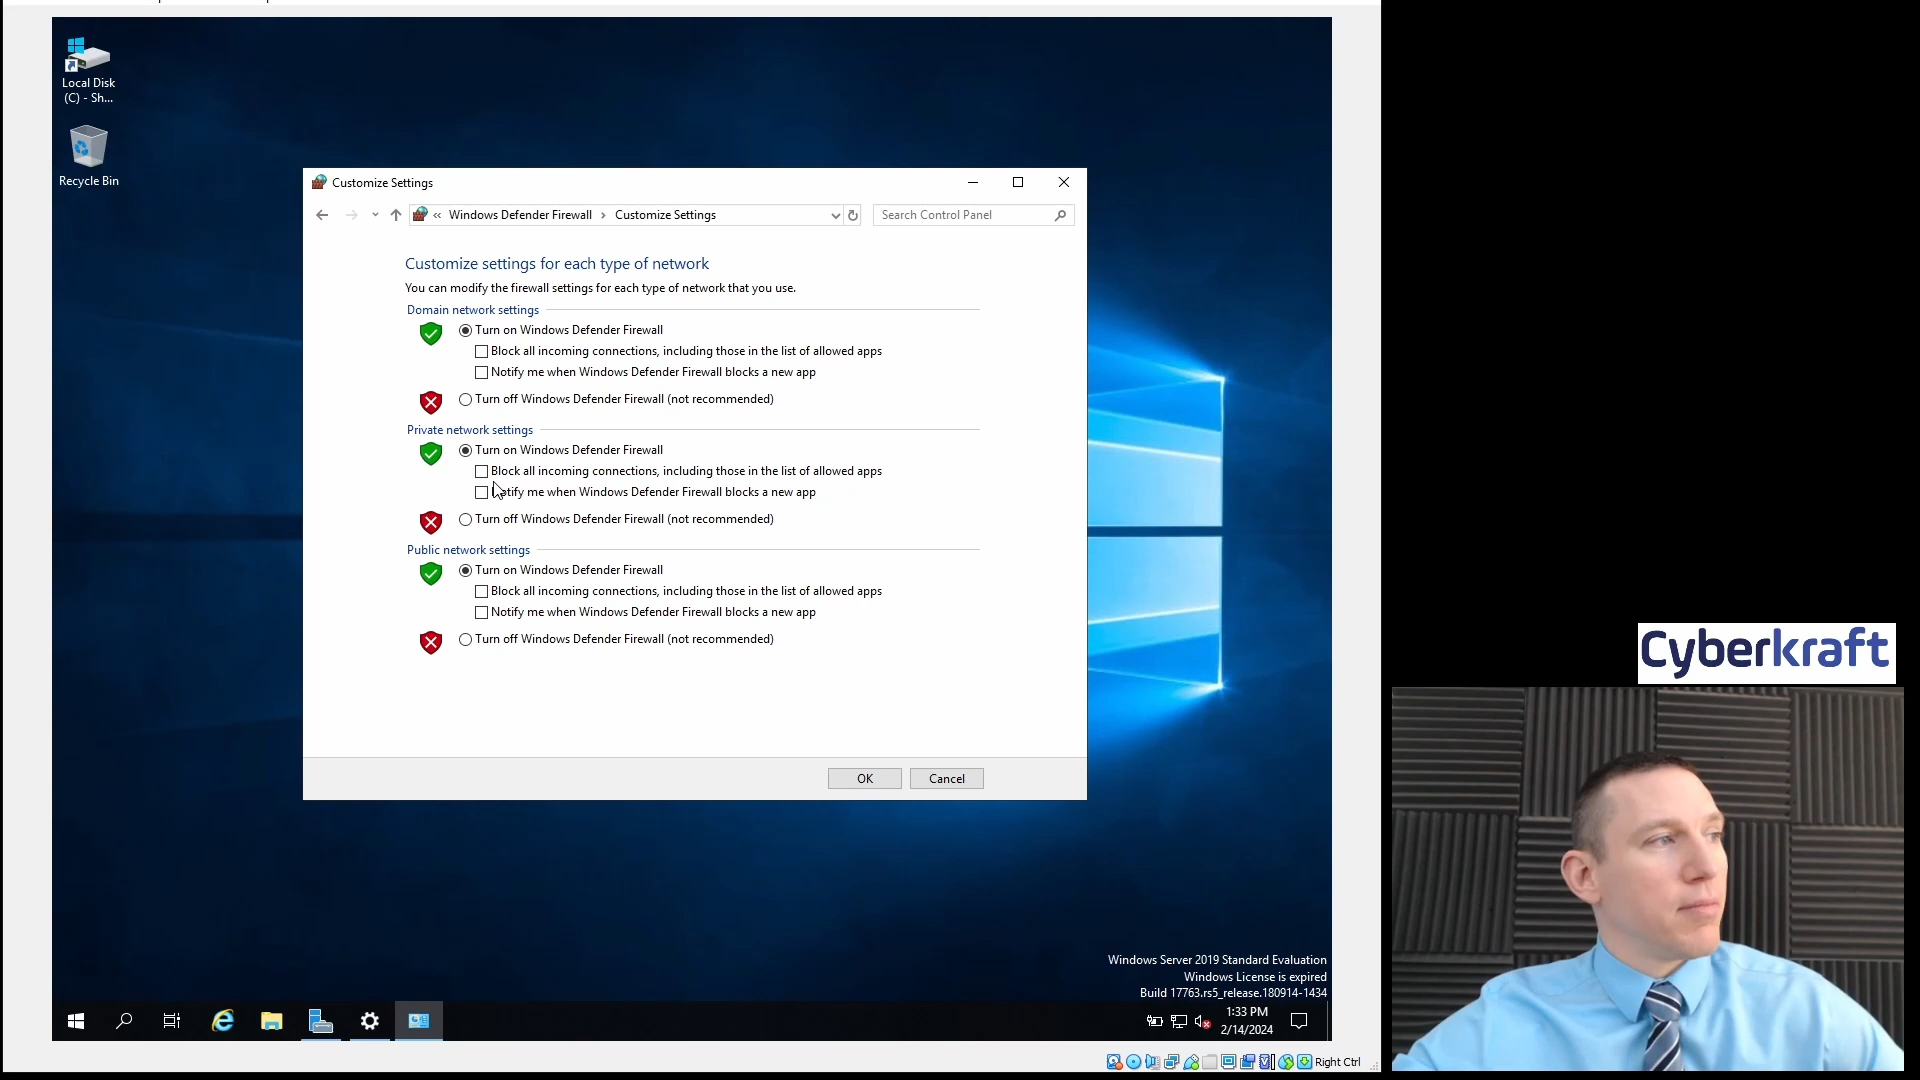 Local Disk
(C) - Sh...
Recycle Bin
Customize Settings
« Windows Defender Firewall › Customize Settings
Search Control Panel
Customize settings for each type of network
You can modify the firewall settings for each type of network that you use.
Domain network settings
Turn on Windows Defender Firewall
Block all incoming connections, including those in the list of allowed apps
Notify me when Windows Defender Firewall blocks a new app
Turn off Windows Defender Firewall (not recommended)
Private network settings
Turn on Windows Defender Firewall
Block all incoming connections, including those in the list of allowed apps
Notify me when Windows Defender Firewall blocks a new app
Turn off Windows Defender Firewall (not recommended)
Public network settings
Turn on Windows Defender Firewall
Block all incoming connections, including those in the list of allowed apps
Notify me when Windows Defender Firewall blocks a new app
Turn off Windows Defender Firewall (not recommended)
OK
Cancel
Cyberkraft
Windows Server 2019 Standard Evaluation
Windows License is expired
Build 17763.rs5_release.180914-1434
1:33 PM
2/14/2024
Right Ctrl